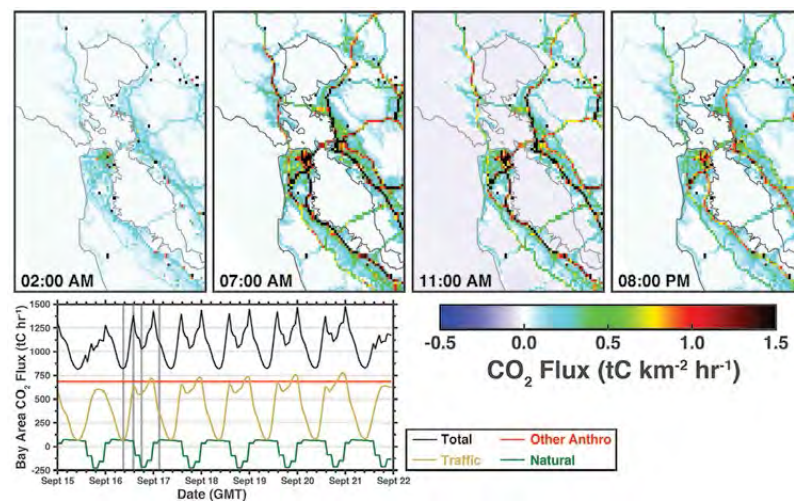 02:00 AM
07:00 AM
11:00 AM
08:00 PM
Bay Area CO2 Flux (tC hr-1)
1500
1250
1000
750
500
250
0
-250
Sept 15
Sept 16
Sept 17
Sept 18
Sept 19
Sept 20
Sept 21
Sept 22
Date (GMT)
-0.5
0.0
0.5
1.0
1.5
CO₂ Flux (tC km⁻² hr⁻¹)
Total
Other Anthro
Traffic
Natural